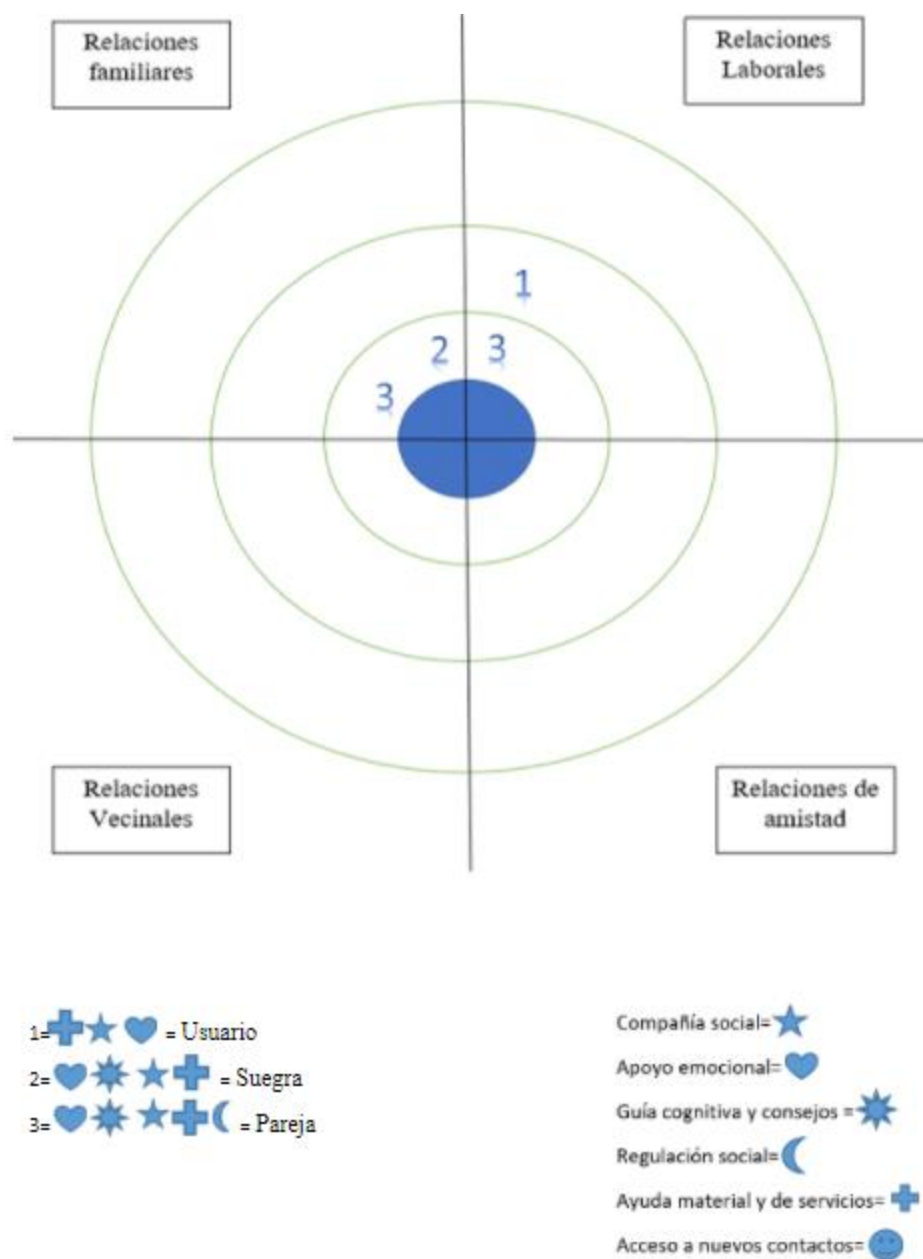 Relaciones
familiares
Relaciones
Laborales
1
2
3
3
Relaciones
Vecinales
Relaciones de
amistad
1= = Usuario
2= = Suegra
3= = Pareja
Compañía social=
Apoyo emocional=
Guía cognitiva y consejos =
Regulación social=
Ayuda material y de servicios=
Acceso a nuevos contactos=